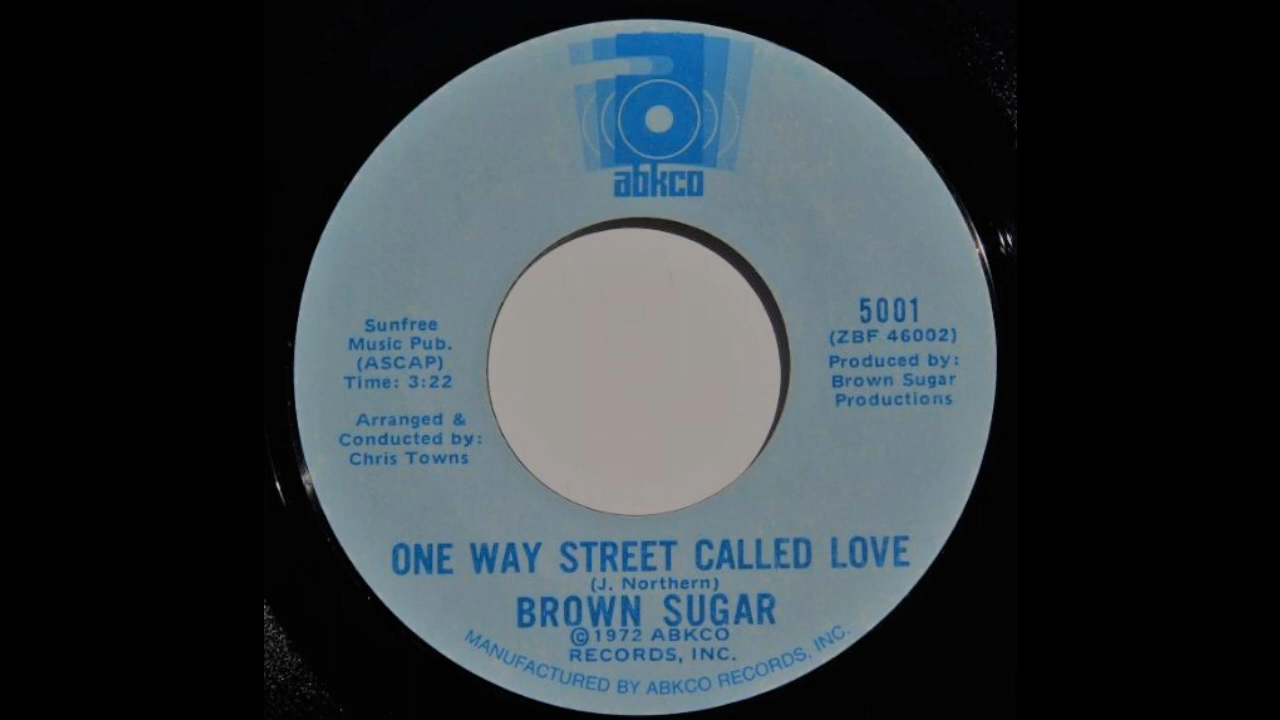 abkco
Sunfree
Music Pub.
(ASCAP)
Time: 3:22
Arranged &
Conducted by:
Chris Towns
5001
(ZBF 46002)
Produced by:
Brown Sugar
Productions
ONE WAY STREET CALLED LOVE
(J. Northern)
BROWN SUGAR
©1972 ABKCO
RECORDS, INC.
MANUFACTURED BY ABKCO RECORDS, INC.